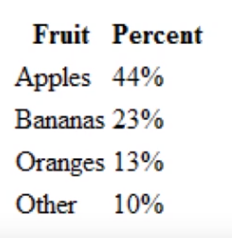 Fruit Percent
Apples 44%
Bananas 23%
Oranges 13%
Other 10%